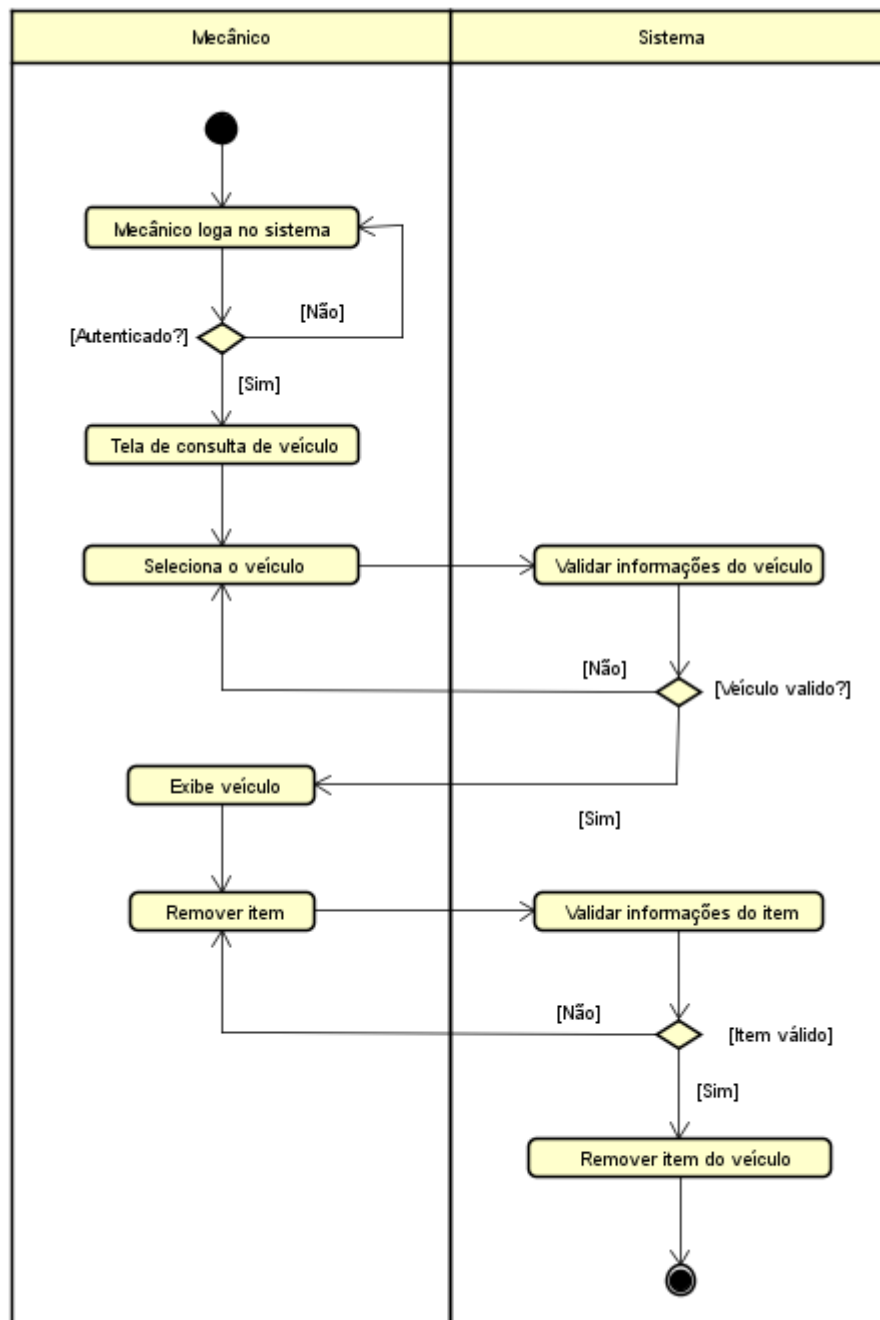 Mecânico
Sistema
Mecânico loga no sistema
[Não]
[Autenticado?]
[Sim]
Tela de consulta de veículo
Seleciona o veículo
Validar informações do veículo
[Não]
[Veículo valido?]
Exibe veículo
[Sim]
Remover item
Validar informações do item
[Não]
[Item válido]
[Sim]
Remover item do veículo